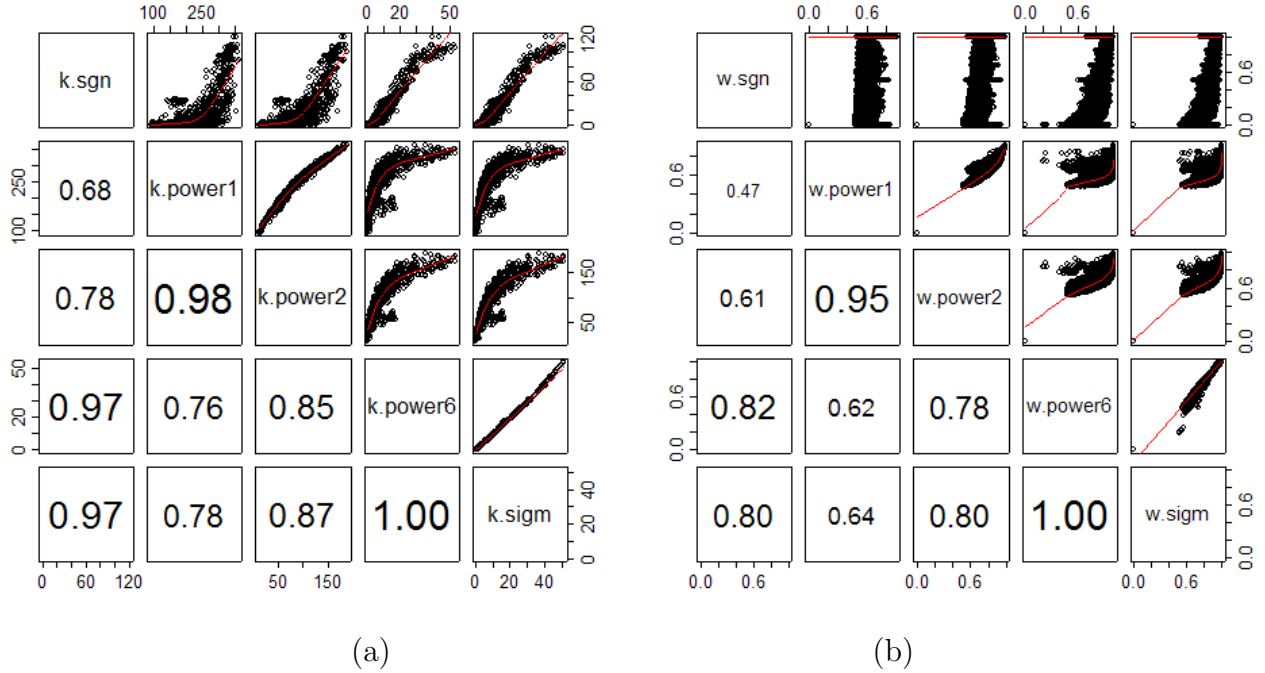 100 300 0 20 50 0.0 0.6 0.0 0.6
k.sgn 0 60 120 w.sgn 0.0 0.6
100 250 0.68 k.power1 0.0 0.6 0.47 w.power1
0.78 0.98 k.power2 50 150 0.61 0.95 w.power2 0.0 0.6
0 20 50 0.97 0.76 0.85 k.power6 0.0 0.6 0.82 0.62 0.78 w.power6
0.97 0.78 0.87 1.00 k.sigm 0 20 40 0.80 0.64 0.80 1.00 w.sigm 0.0 0.6
0 60 120 50 150 0 20 40 0.0 0.6 0.0 0.6 0.0 0.6
(a) (b)